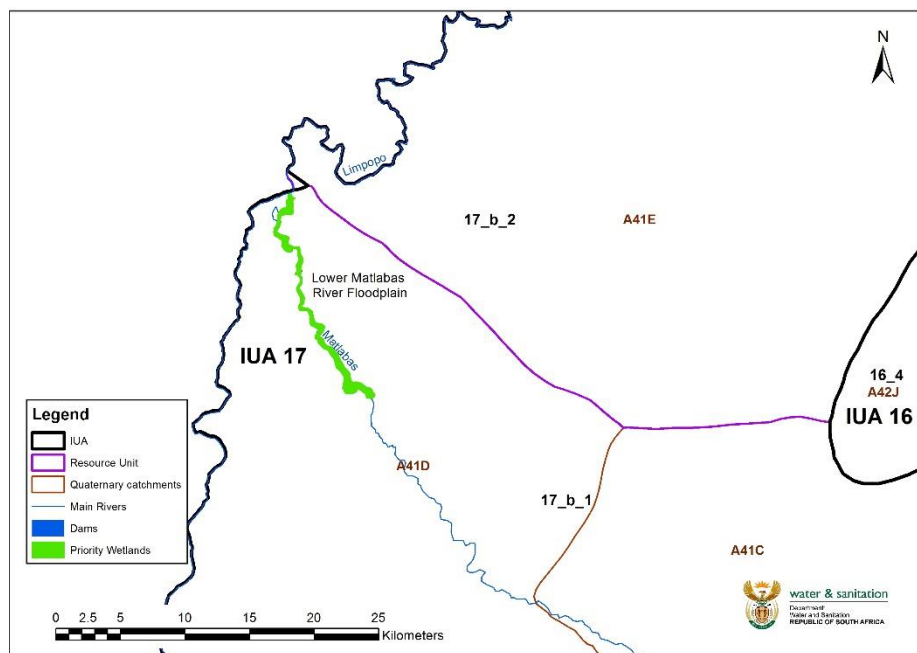 N
Limpopo
17_b_2
A41E
Lower Matlabas
River Floodplain
Matlabas
IUA 17
16_4
A42J
IUA 16
Legend
IUA
Resource Unit
Quaternary catchments
Main Rivers
Dams
Priority Wetlands
A41D
17_b_1
A41C
0 2.5 5 10 15 20 25
Kilometers
water & sanitation
Department:
Water and Sanitation
REPUBLIC OF SOUTH AFRICA